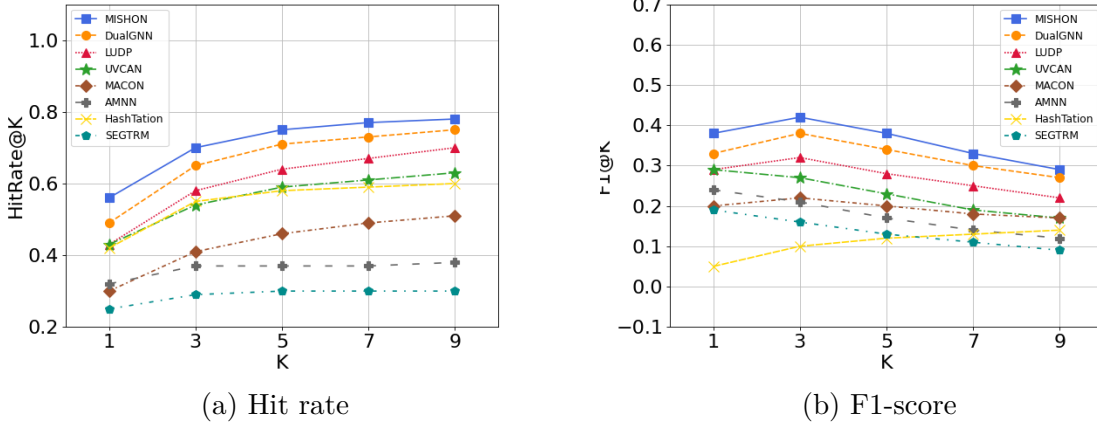 MISHON
DualGNN
LUDP
UVCAN
MACON
AMNN
HashTation
SEGTRM
HitRate@K
1.0
0.8
0.6
0.4
0.2
1 3 5 7 9
K
(a) Hit rate
MISHON
DualGNN
LUDP
UVCAN
MACON
AMNN
HashTation
SEGTRM
F1@K
0.7
0.6
0.5
0.4
0.3
0.2
0.1
0.0
−0.1
1 3 5 7 9
K
(b) F1-score